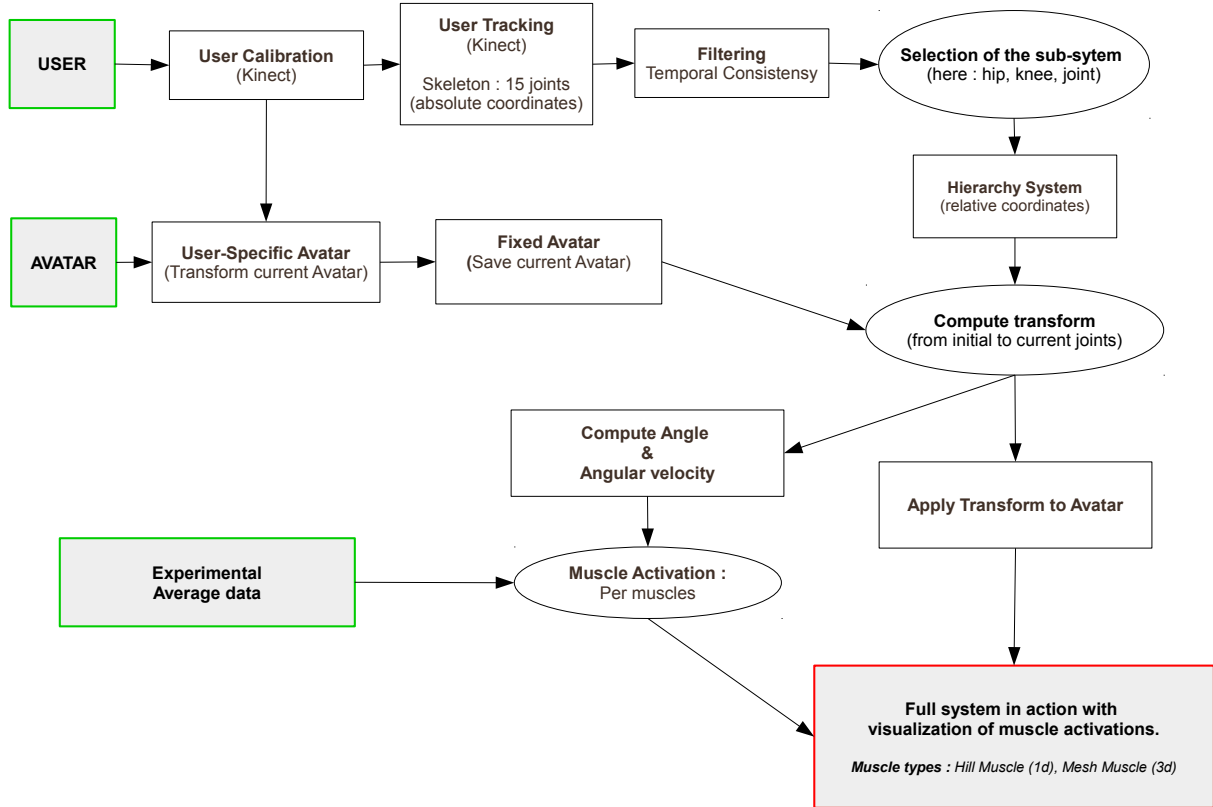 USER
User Calibration
(Kinect)
User Tracking
(Kinect)
Skeleton : 15 joints
(absolute coordinates)
Filtering
Temporal Consistensy
Selection of the sub-sytem
(here : hip, knee, joint)
Hierarchy System
(relative coordinates)
AVATAR
User-Specific Avatar
(Transform current Avatar)
Fixed Avatar
(Save current Avatar)
Compute transform
(from initial to current joints)
Compute Angle
&
Angular velocity
Apply Transform to Avatar
Experimental
Average data
Muscle Activation :
Per muscles
Full system in action with
visualization of muscle activations.
Muscle types : Hill Muscle (1d), Mesh Muscle (3d)